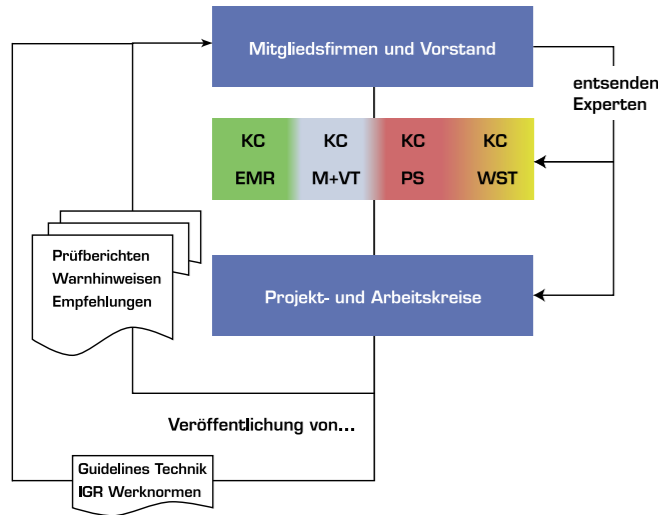 Mitgliedsfirmen und Vorstand
entsenden
Experten
KC KC KC KC
EMR M+VT PS WST
Prüfberichten
Warnhinweisen
Empfehlungen
Projekt- und Arbeitskreise
Veröffentlichung von...
Guidelines Technik
IGR Werknormen